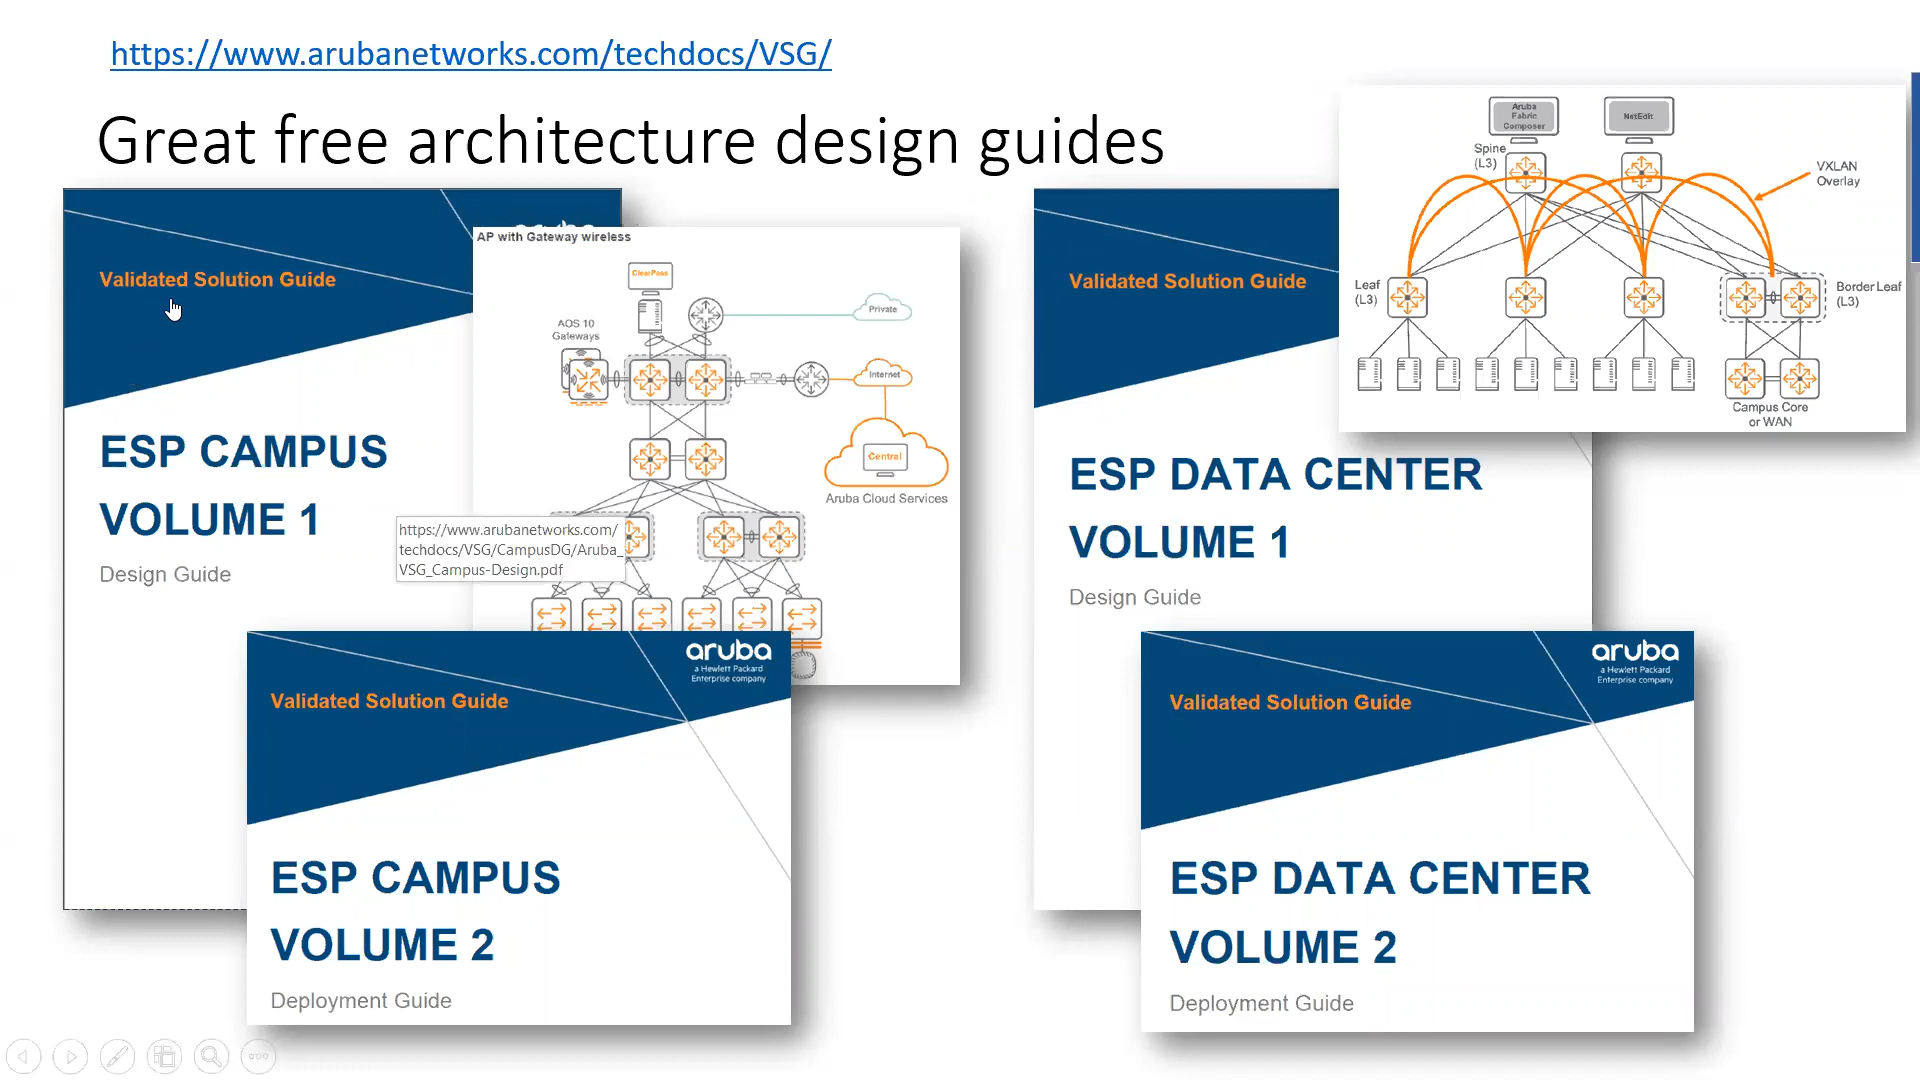 https://www.arubanetworks.com/techdocs/VSG/
Great free architecture design guides
Validated Solution Guide
ESP CAMPUS
VOLUME 1
Design Guide
https://www.arubanetworks.com/
techdocs/VSG/CampusDG/Aruba_
VSG_Campus-Design.pdf
AP with Gateway wireless
ClearPass
Private
AOS 10
Gateways
Internet
Central
Aruba Cloud Services
aruba
a Hewlett Packard
Enterprise company
Validated Solution Guide
ESP CAMPUS
VOLUME 2
Deployment Guide
Validated Solution Guide
ESP DATA CENTER
VOLUME 1
Design Guide
Aruba
Fabric
Composer
NetEdit
Spine
(L3)
VXLAN
Overlay
Leaf
(L3)
Border Leaf
(L3)
Campus Core
or WAN
aruba
a Hewlett Packard
Enterprise company
Validated Solution Guide
ESP DATA CENTER
VOLUME 2
Deployment Guide